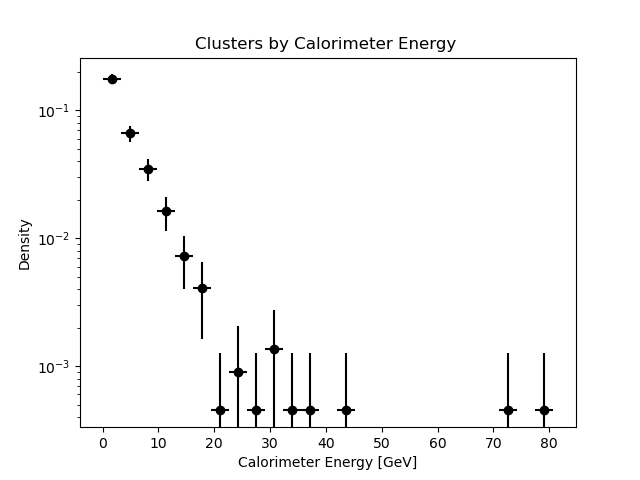 Clusters by Calorimeter Energy
Density
10⁻¹
10⁻²
10⁻³
0 10 20 30 40 50 60 70 80
Calorimeter Energy [GeV]